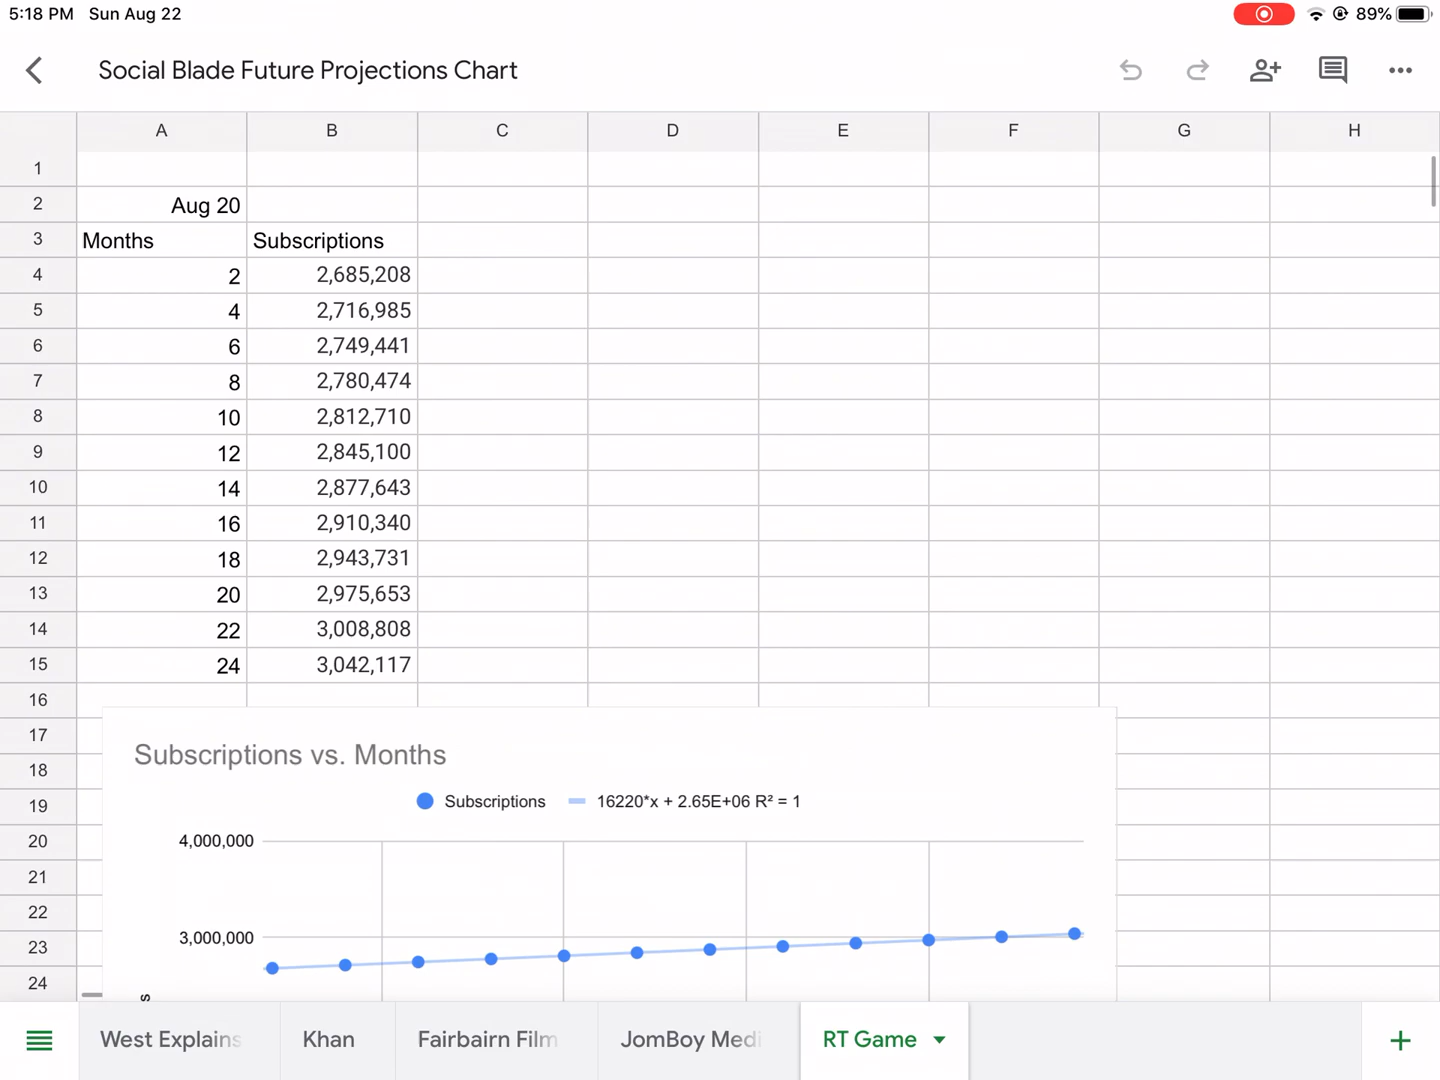 5:18 PM Sun Aug 22 89%
Social Blade Future Projections Chart
A B C D E F G H
1
2 Aug 20
3 Months Subscriptions
4 2 2,685,208
5 4 2,716,985
6 6 2,749,441
7 8 2,780,474
8 10 2,812,710
9 12 2,845,100
10 14 2,877,643
11 16 2,910,340
12 18 2,943,731
13 20 2,975,653
14 22 3,008,808
15 24 3,042,117
16
17
18
19
20
21
22
23
24
Subscriptions vs. Months
Subscriptions 16220*x + 2.65E+06 R² = 1
4,000,000
3,000,000
s
West Explains Khan Fairbairn Film JomBoy Medi RT Game